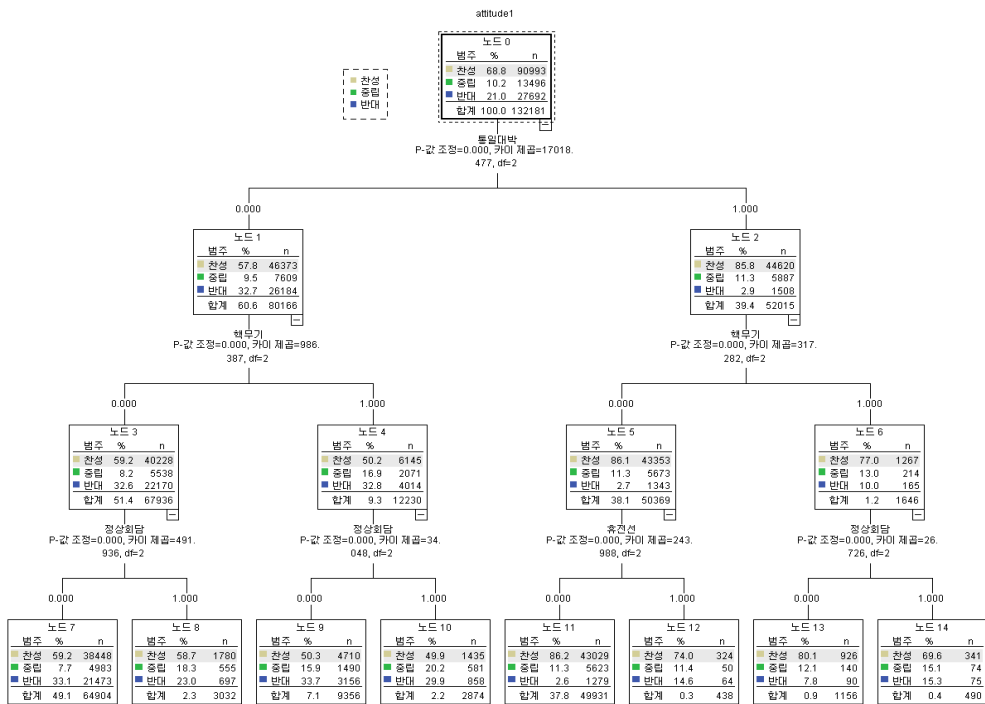 attitude1
노드 0
범주 % n
찬성 68.8 90993
중립 10.2 13496
반대 21.0 27692
합계 100.0 132181
찬성
중립
반대
통일대박
P-값 조정=0.000, 카이 제곱=17018.
477, df=2
0.000
1.000
노드 1
범주 % n
찬성 57.8 46373
중립 9.5 7609
반대 32.7 26184
합계 60.6 80166
노드 2
범주 % n
찬성 85.8 44620
중립 11.3 5887
반대 2.9 1508
합계 39.4 52015
핵무기
P-값 조정=0.000, 카이 제곱=986.
387, df=2
핵무기
P-값 조정=0.000, 카이 제곱=317.
282, df=2
0.000
1.000
0.000
1.000
노드 3
범주 % n
찬성 59.2 40228
중립 8.2 5538
반대 32.6 22170
합계 51.4 67936
노드 4
범주 % n
찬성 50.2 6145
중립 16.9 2071
반대 32.8 4014
합계 9.3 12230
노드 5
범주 % n
찬성 86.1 43353
중립 11.3 5673
반대 2.7 1343
합계 38.1 50369
노드 6
범주 % n
찬성 77.0 1267
중립 13.0 214
반대 10.0 165
합계 1.2 1646
정상회담
P-값 조정=0.000, 카이 제곱=491.
936, df=2
정상회담
P-값 조정=0.000, 카이 제곱=34.
048, df=2
휴전선
P-값 조정=0.000, 카이 제곱=243.
988, df=2
정상회담
P-값 조정=0.000, 카이 제곱=26.
726, df=2
0.000
1.000
0.000
1.000
0.000
1.000
0.000
1.000
노드 7
범주 % n
찬성 59.2 38448
중립 7.7 4983
반대 33.1 21473
합계 49.1 64904
노드 8
범주 % n
찬성 58.7 1780
중립 18.3 555
반대 23.0 697
합계 2.3 3032
노드 9
범주 % n
찬성 50.3 4710
중립 15.9 1490
반대 33.7 3156
합계 7.1 9356
노드 10
범주 % n
찬성 49.9 1435
중립 20.2 581
반대 29.9 858
합계 2.2 2874
노드 11
범주 % n
찬성 86.2 43029
중립 11.3 5623
반대 2.6 1279
합계 37.8 49931
노드 12
범주 % n
찬성 74.0 324
중립 11.4 50
반대 14.6 64
합계 0.3 438
노드 13
범주 % n
찬성 80.1 926
중립 12.1 140
반대 7.8 90
합계 0.9 1156
노드 14
범주 % n
찬성 69.6 341
중립 15.1 74
반대 15.3 75
합계 0.4 490